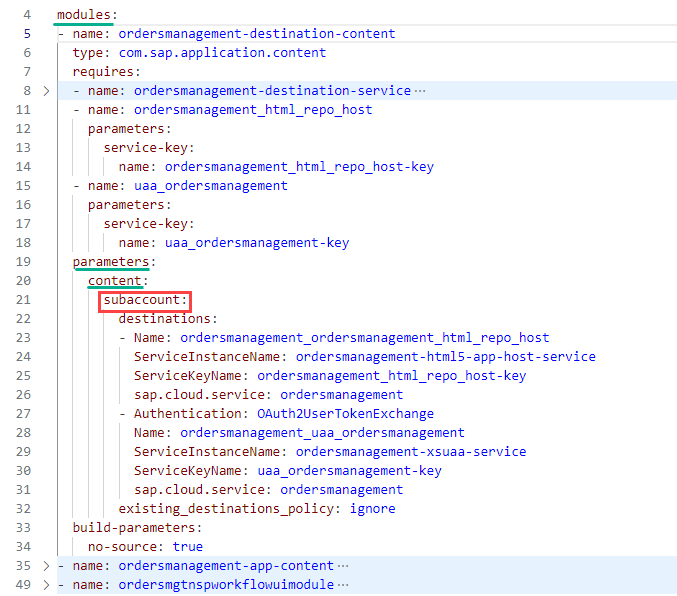 4 modules:
5 - name: ordersmanagement-destination-content
6 type: com.sap.application.content
7 requires:
8 > - name: ordersmanagement-destination-service ···
11 - name: ordersmanagement_html_repo_host
12 parameters:
13 service-key:
14 name: ordersmanagement_html_repo_host-key
15 - name: uaa_ordersmanagement
16 parameters:
17 service-key:
18 name: uaa_ordersmanagement-key
19 parameters:
20 content:
21 subaccount:
22 destinations:
23 - Name: ordersmanagement_ordersmanagement_html_repo_host
24 ServiceInstanceName: ordersmanagement-html5-app-host-service
25 ServiceKeyName: ordersmanagement_html_repo_host-key
26 sap.cloud.service: ordersmanagement
27 - Authentication: OAuth2UserTokenExchange
28 Name: ordersmanagement_uaa_ordersmanagement
29 ServiceInstanceName: ordersmanagement-xsuaa-service
30 ServiceKeyName: uaa_ordersmanagement-key
31 sap.cloud.service: ordersmanagement
32 existing_destinations_policy: ignore
33 build-parameters:
34 no-source: true
35 > - name: ordersmanagement-app-content ···
49 > - name: ordersmgtnspworkflowuimodule ···